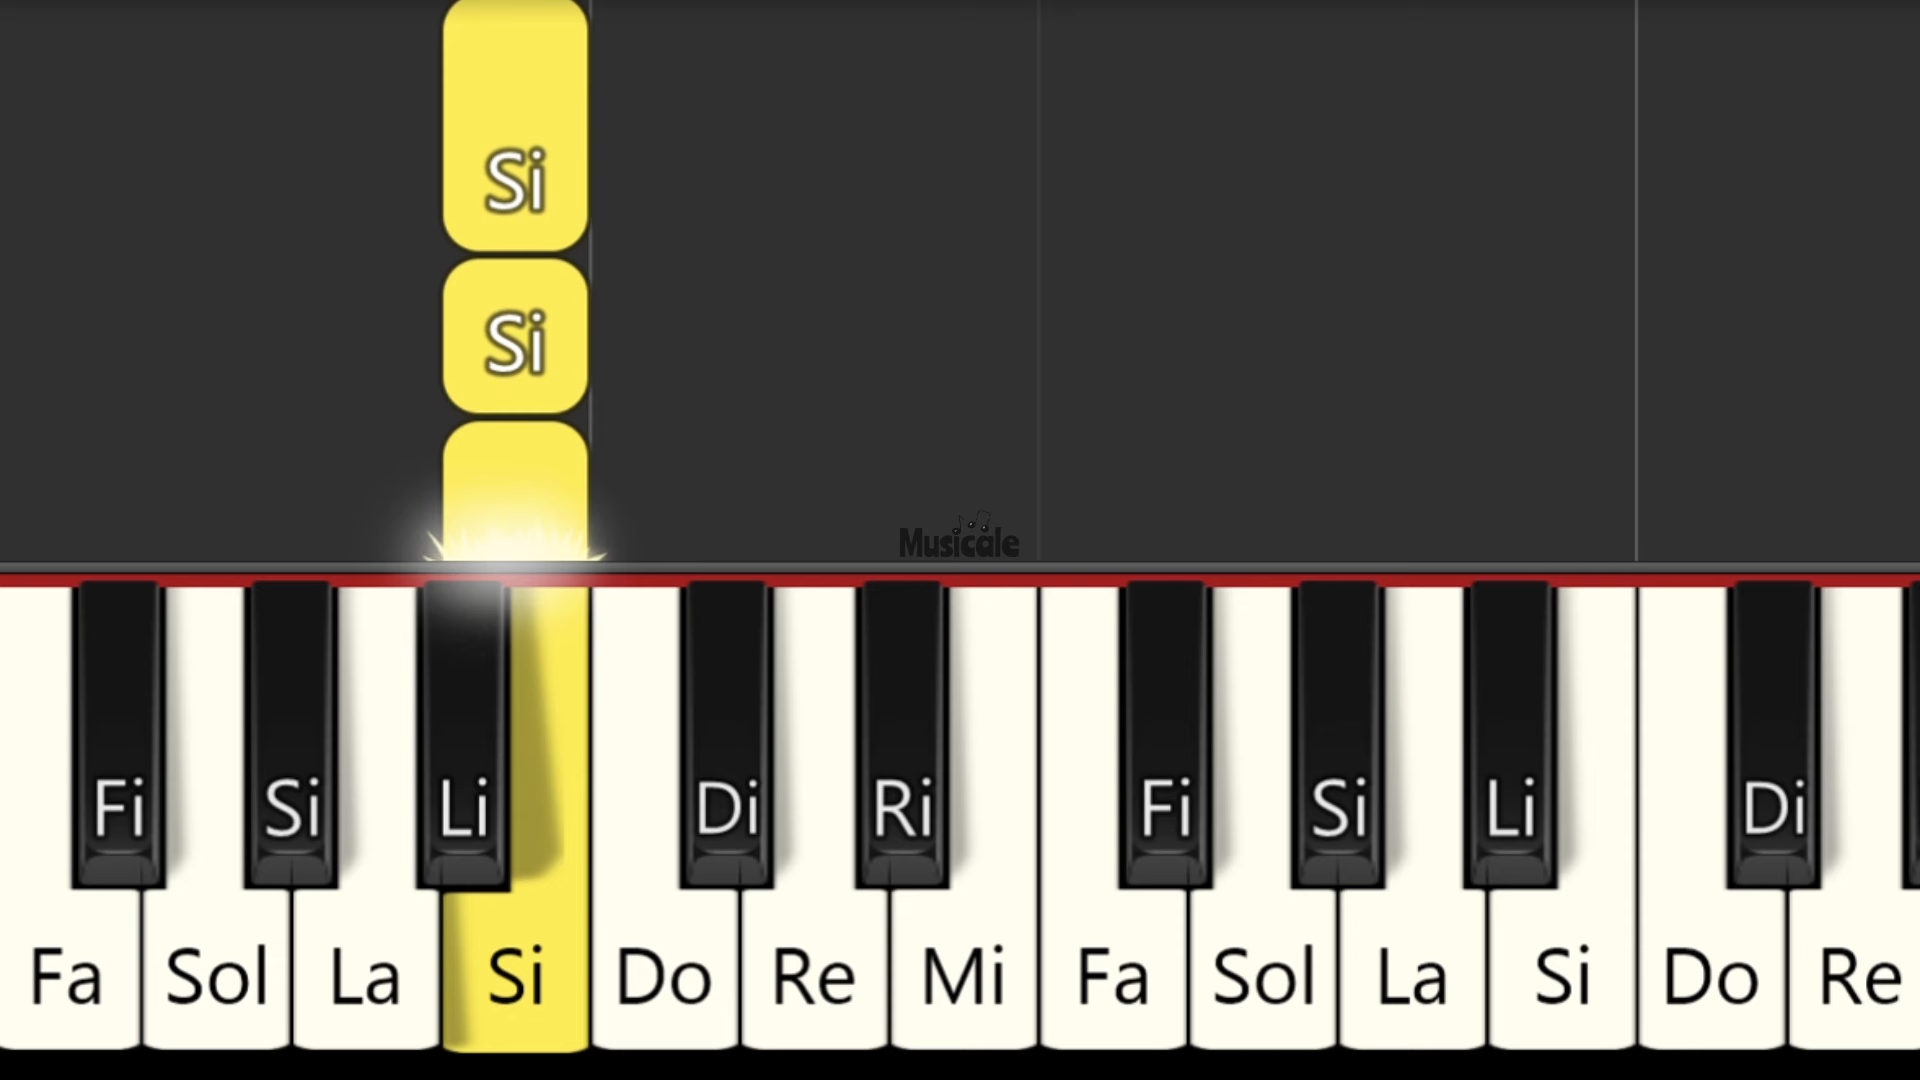 Si
Si
Musicale
Fi Si Li Di Ri Fi Si Li Di
Fa Sol La Si Do Re Mi Fa Sol La Si Do Re